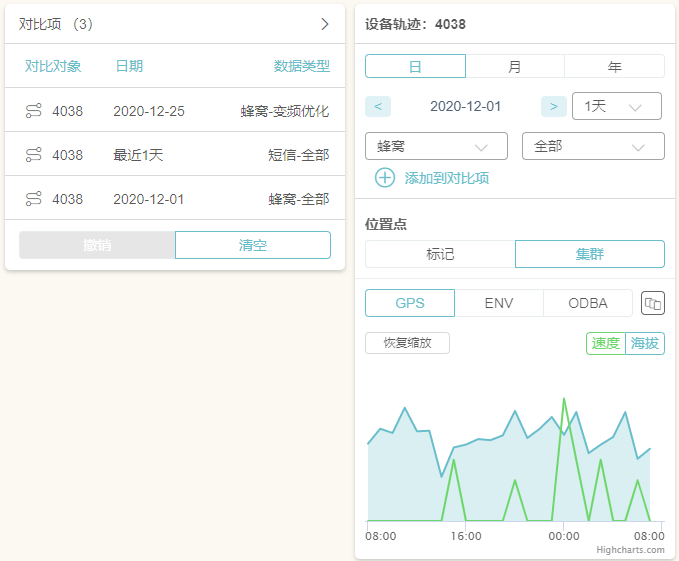 对比项 （3）
对比对象 日期 数据类型
4038 2020-12-25 蜂窝-变频优化
4038 最近1天 短信-全部
4038 2020-12-01 蜂窝-全部
撤销 清空
设备轨迹：4038
日 月 年
< 2020-12-01 > 1天
蜂窝 全部
添加到对比项
位置点
标记 集群
GPS ENV ODBA
恢复缩放 速度 海拔
08:00 16:00 00:00 08:00
Highcharts.com